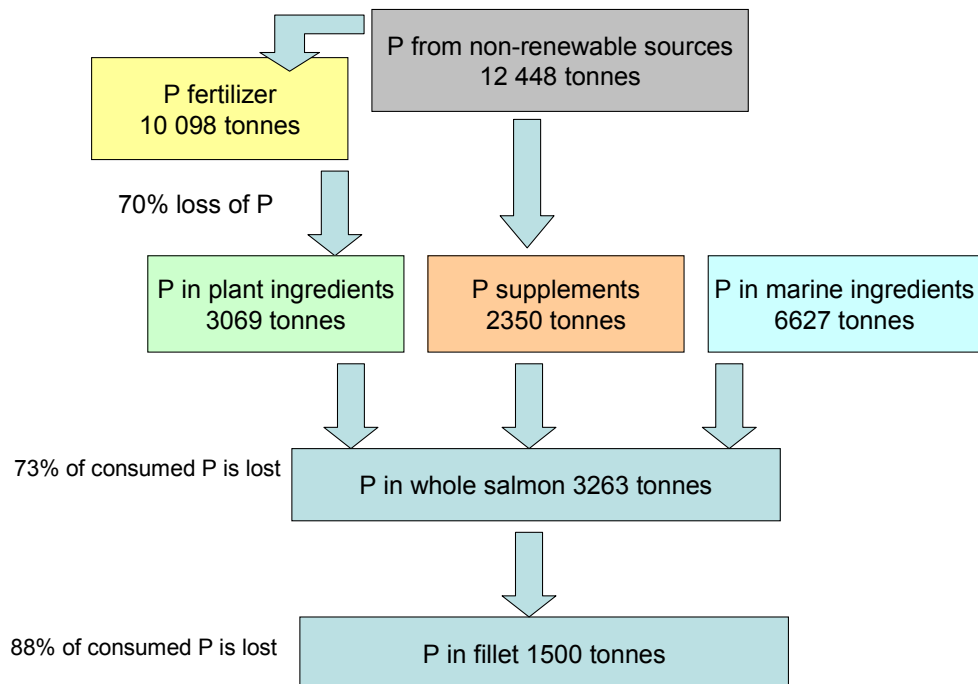 P from non-renewable sources
12 448 tonnes
P fertilizer
10 098 tonnes
70% loss of P
P in plant ingredients
3069 tonnes
P supplements
2350 tonnes
P in marine ingredients
6627 tonnes
73% of consumed P is lost
P in whole salmon 3263 tonnes
88% of consumed P is lost
P in fillet 1500 tonnes